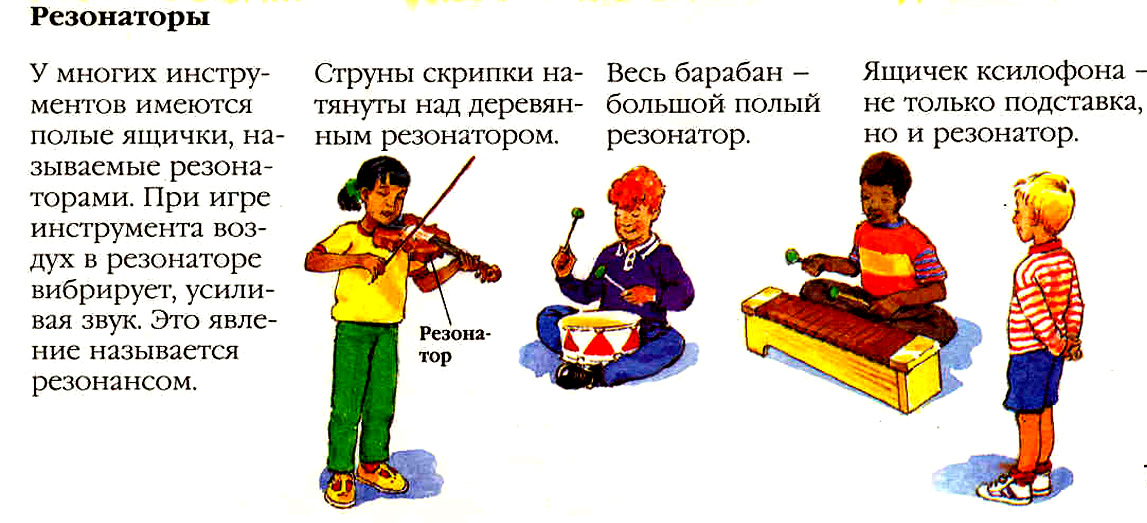 Резонаторы
У многих инстру-
ментов имеются
полые ящички, на-
зываемые резона-
торами. При игре
инструмента воз-
дух в резонаторе
вибрирует, усили-
вая звук. Это явле-
ние называется
резонансом.
Струны скрипки на-
тянуты над деревян-
ным резонатором.
Весь барабан –
большой полый
резонатор.
Ящичек ксилофона –
не только подставка,
но и резонатор.
Резона-
тор